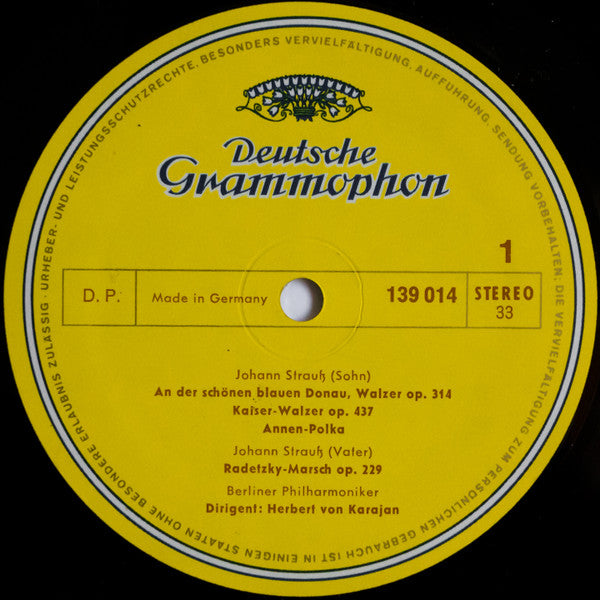 URHEBER- UND LEISTUNGSSCHUTZRECHTE, BESONDERS VERVIELFÄLTIGUNG, AUFFÜHRUNG, SENDUNG VORBEHALTEN; DIE VERVIELFÄLTIGUNG ZUM PERSÖNLICHEN GEBRAUCH IST IN EINIGEN STAATEN OHNE BESONDERE ERLAUBNIS ZULÄSSIG ·
Deutsche
Grammophon
1
D. P. Made in Germany 139 014 STEREO
33
Johann Strauß (Sohn)
An der schönen blauen Donau, Walzer op. 314
Kaiser-Walzer op. 437
Annen-Polka
Johann Strauß (Vater)
Radetzky-Marsch op. 229
Berliner Philharmoniker
Dirigent: Herbert von Karajan